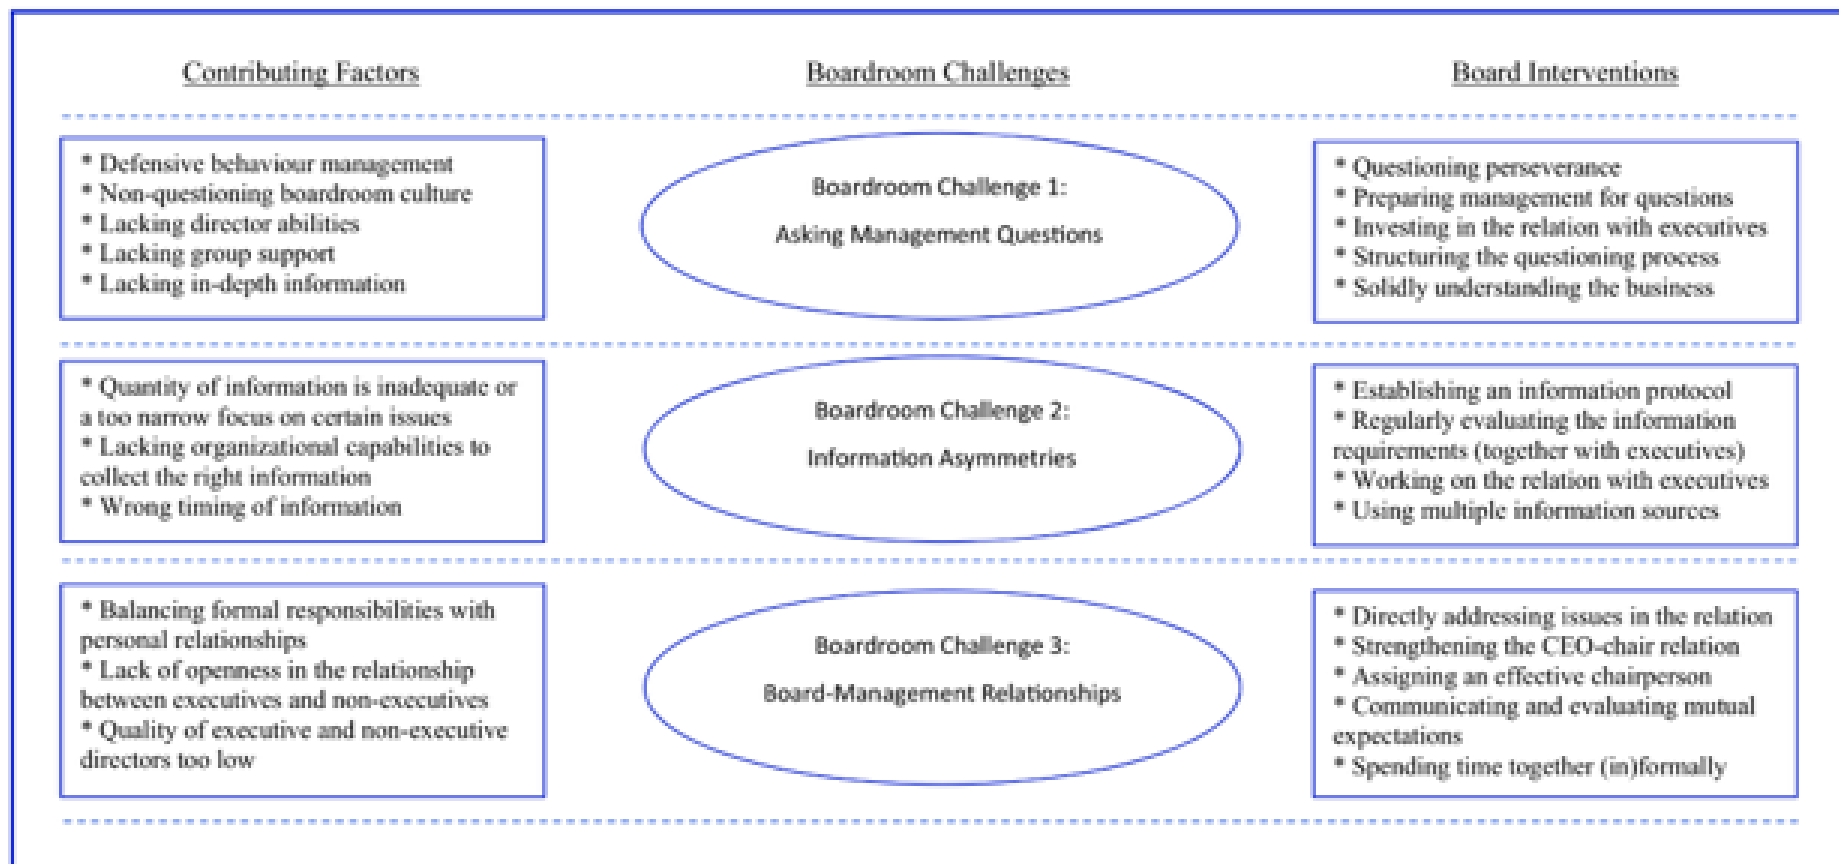 Contributing Factors
Boardroom Challenges
Board Interventions
* Defensive behaviour management
* Non-questioning boardroom culture
* Lacking director abilities
* Lacking group support
* Lacking in-depth information
Boardroom Challenge 1:
Asking Management Questions
* Questioning perseverance
* Preparing management for questions
* Investing in the relation with executives
* Structuring the questioning process
* Solidly understanding the business
* Quantity of information is inadequate or
a too narrow focus on certain issues
* Lacking organizational capabilities to
collect the right information
* Wrong timing of information
Boardroom Challenge 2:
Information Asymmetries
* Establishing an information protocol
* Regularly evaluating the information
requirements (together with executives)
* Working on the relation with executives
* Using multiple information sources
* Balancing formal responsibilities with
personal relationships
* Lack of openness in the relationship
between executives and non-executives
* Quality of executive and non-executive
directors too low
Boardroom Challenge 3:
Board-Management Relationships
* Directly addressing issues in the relation
* Strengthening the CEO-chair relation
* Assigning an effective chairperson
* Communicating and evaluating mutual
expectations
* Spending time together (in)formally